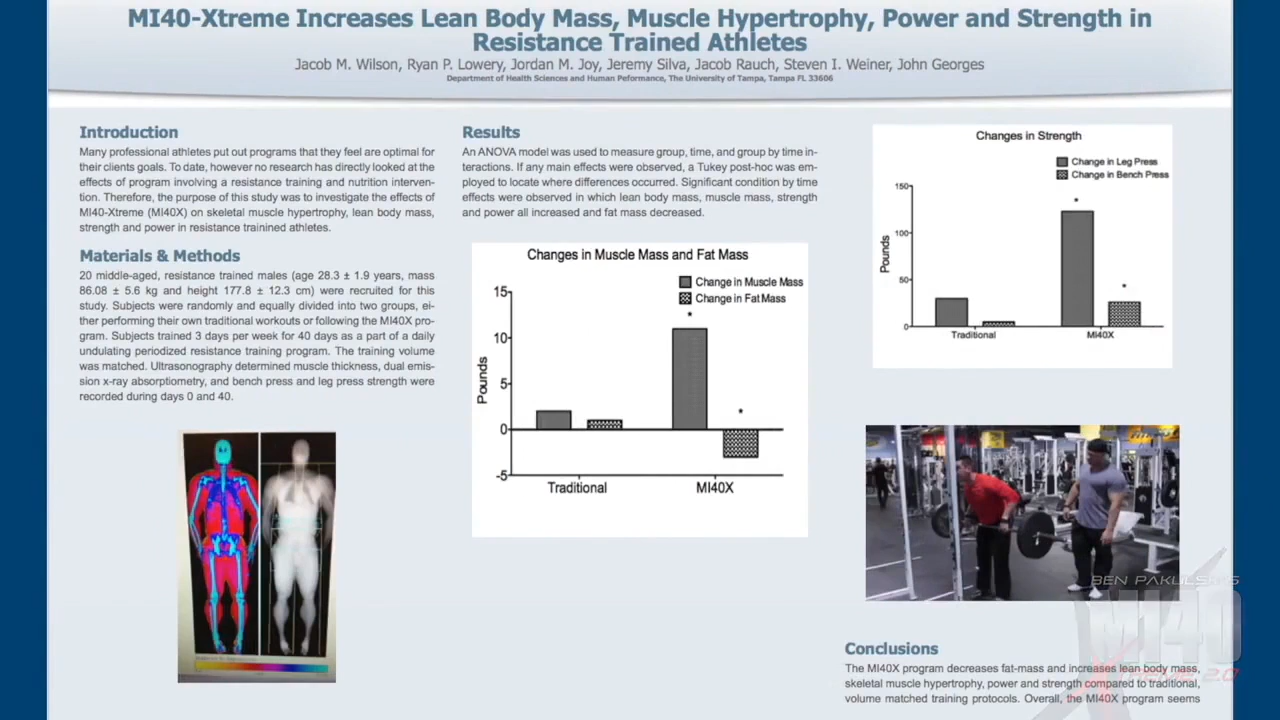 MI40-Xtreme Increases Lean Body Mass, Muscle Hypertrophy, Power and Strength in
Resistance Trained Athletes
Jacob M. Wilson, Ryan P. Lowery, Jordan M. Joy, Jeremy Silva, Jacob Rauch, Steven I. Weiner, John Georges
Department of Health Sciences and Human Peformance, The University of Tampa, Tampa FL 33606
Introduction
Many professional athletes put out programs that they feel are optimal for
their clients goals. To date, however no research has directly looked at the
effects of program involving a resistance training and nutrition interven-
tion. Therefore, the purpose of this study was to investigate the effects of
MI40-Xtreme (MI40X) on skeletal muscle hypertrophy, lean body mass,
strength and power in resistance trainined athletes.
Materials & Methods
20 middle-aged, resistance trained males (age 28.3 ± 1.9 years, mass
86.08 ± 5.6 kg and height 177.8 ± 12.3 cm) were recruited for this
study. Subjects were randomly and equally divided into two groups, ei-
ther performing their own traditional workouts or following the MI40X pro-
gram. Subjects trained 3 days per week for 40 days as a part of a daily
undulating periodized resistance training program. The training volume
was matched. Ultrasonography determined muscle thickness, dual emis-
sion x-ray absorptiometry, and bench press and leg press strength were
recorded during days 0 and 40.
Results
An ANOVA model was used to measure group, time, and group by time in-
teractions. If any main effects were observed, a Tukey post-hoc was em-
ployed to locate where differences occurred. Significant condition by time
effects were observed in which lean body mass, muscle mass, strength
and power all increased and fat mass decreased.
Changes in Muscle Mass and Fat Mass
Change in Muscle Mass
Change in Fat Mass
15
10
5
0
-5
Pounds
*
*
Traditional
MI40X
Changes in Strength
Change in Leg Press
Change in Bench Press
150
100
50
0
Pounds
*
*
Traditional
MI40X
BEN PAKULSKI'S
MI40
XTREME 2.0
Conclusions
The MI40X program decreases fat-mass and increases lean body mass,
skeletal muscle hypertrophy, power and strength compared to traditional,
volume matched training protocols. Overall, the MI40X program seems